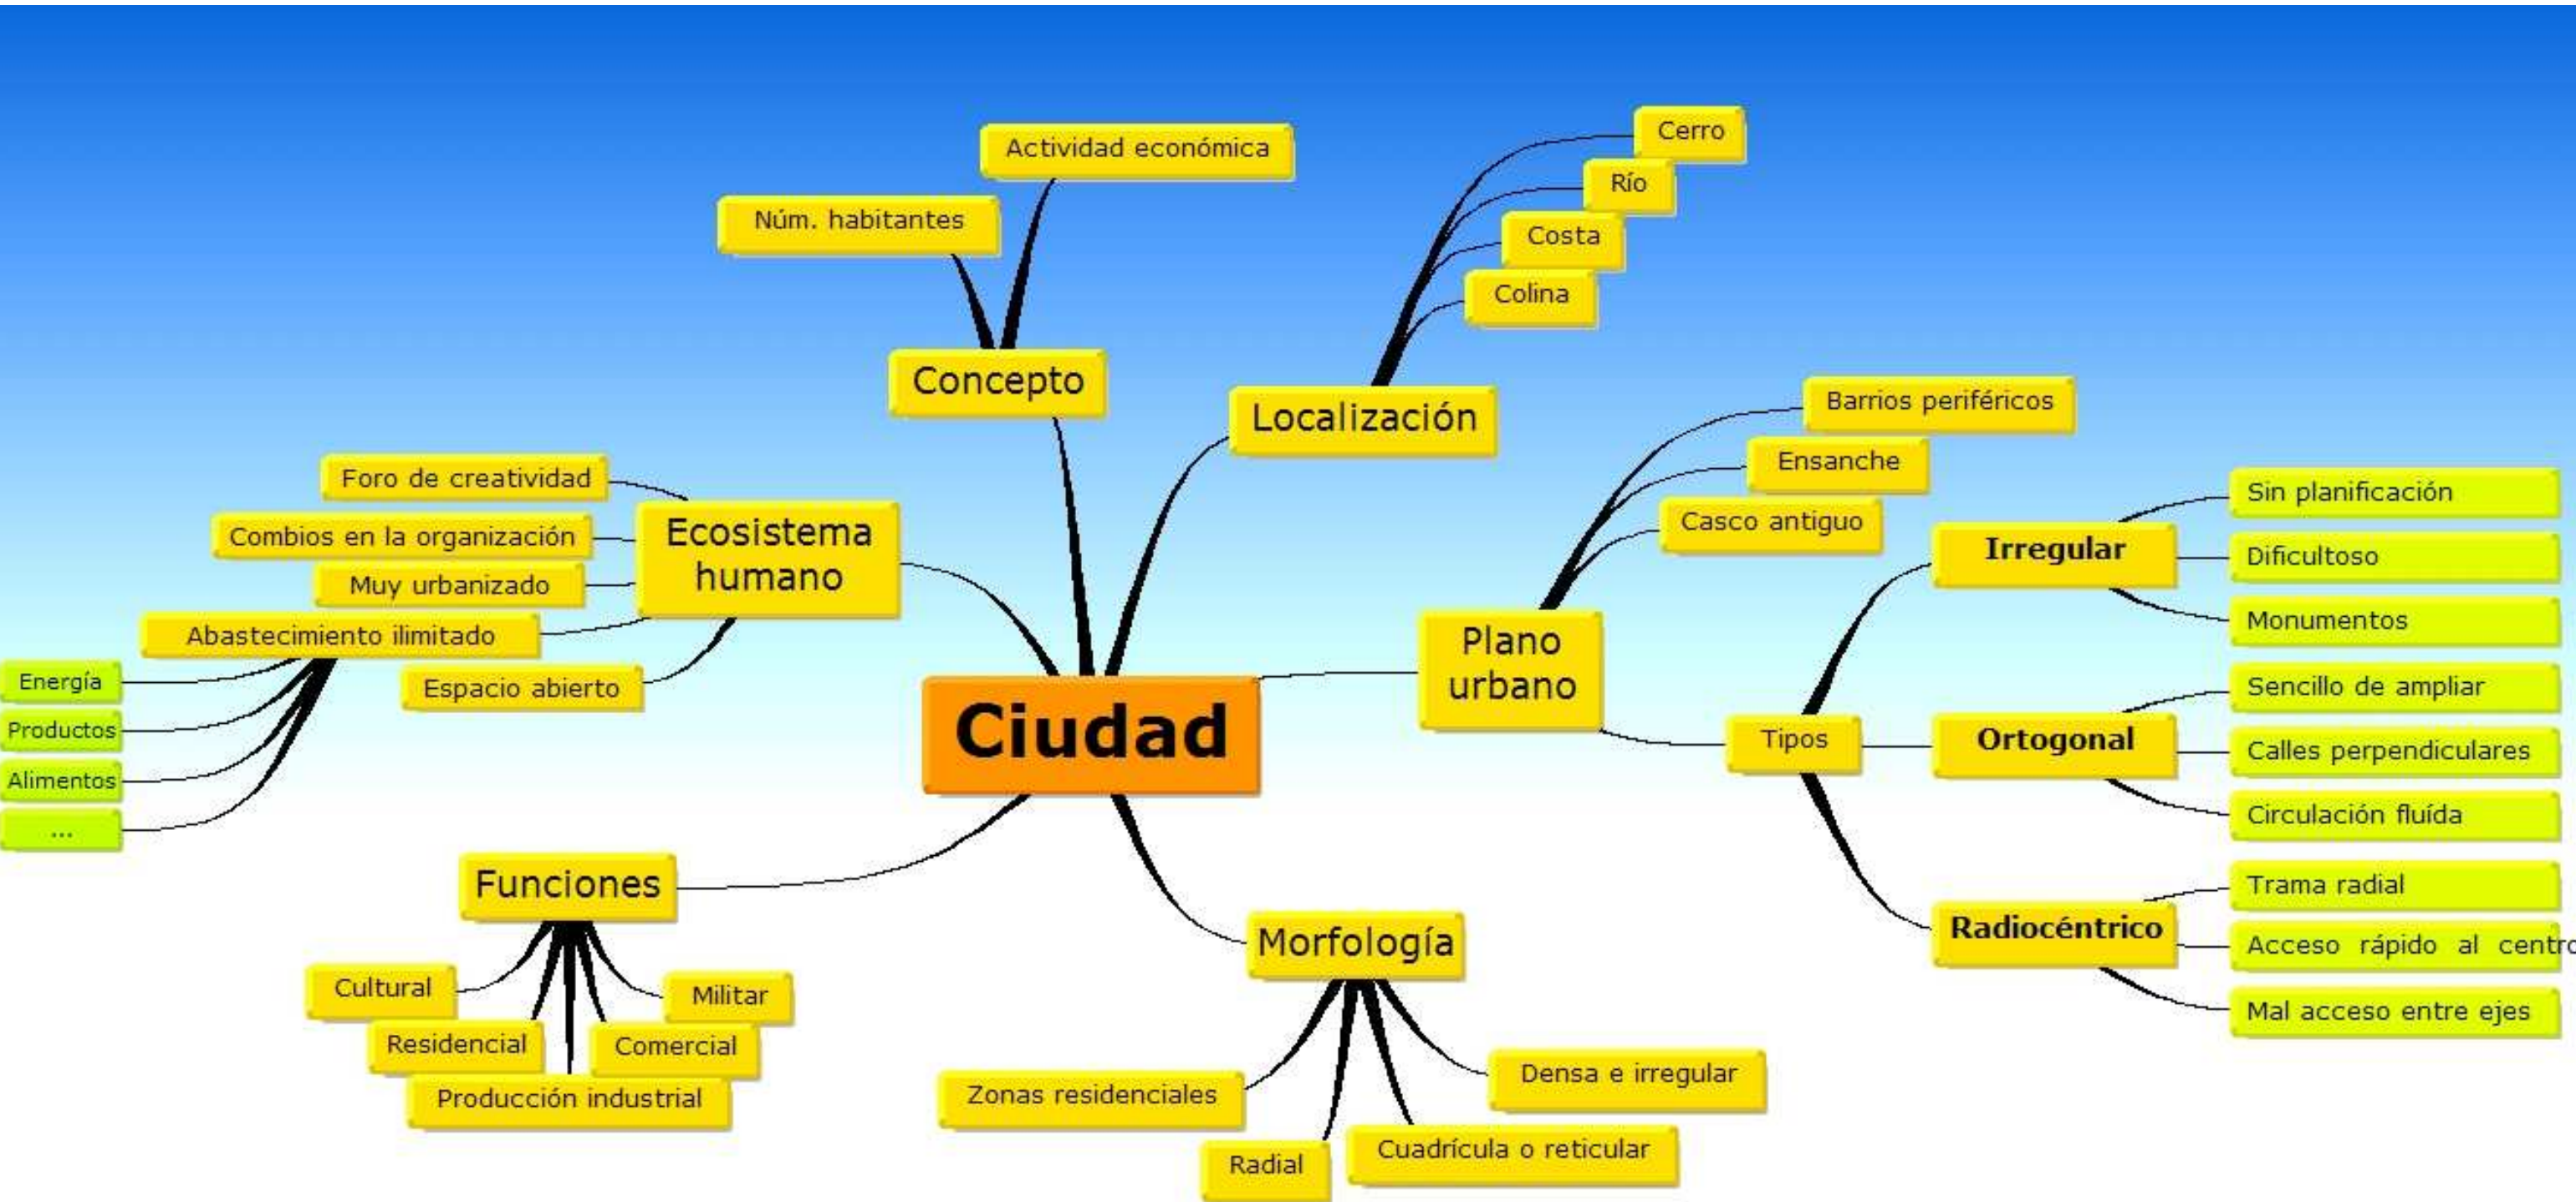 Ciudad
Concepto
Núm. habitantes
Actividad económica
Localización
Cerro
Río
Costa
Colina
Ecosistema
humano
Foro de creatividad
Combios en la organización
Muy urbanizado
Abastecimiento ilimitado
Energía
Productos
Alimentos
...
Espacio abierto
Plano
urbano
Barrios periféricos
Ensanche
Casco antiguo
Tipos
Irregular
Sin planificación
Dificultoso
Monumentos
Ortogonal
Sencillo de ampliar
Calles perpendiculares
Circulación fluída
Radiocéntrico
Trama radial
Acceso rápido al centro
Mal acceso entre ejes
Funciones
Cultural
Residencial
Producción industrial
Comercial
Militar
Morfología
Zonas residenciales
Radial
Cuadrícula o reticular
Densa e irregular